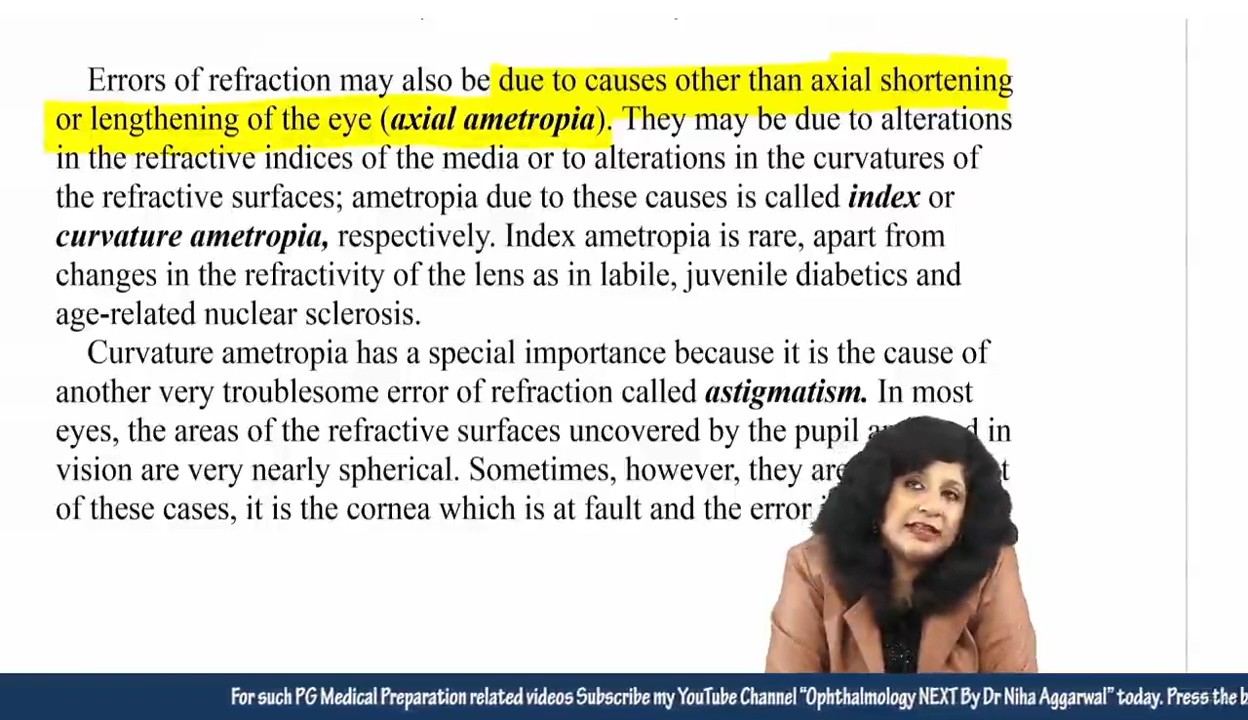 Errors of refraction may also be due to causes other than axial shortening
or lengthening of the eye (axial ametropia). They may be due to alterations
in the refractive indices of the media or to alterations in the curvatures of
the refractive surfaces; ametropia due to these causes is called index or
curvature ametropia, respectively. Index ametropia is rare, apart from
changes in the refractivity of the lens as in labile, juvenile diabetics and
age-related nuclear sclerosis.
Curvature ametropia has a special importance because it is the cause of
another very troublesome error of refraction called astigmatism. In most
eyes, the areas of the refractive surfaces uncovered by the pupil in
vision are very nearly spherical. Sometimes, however, they are
of these cases, it is the cornea which is at fault and the error
For such PG Medical Preparation related videos Subscribe my YouTube Channel “Ophthalmology NEXT By Dr Niha Aggarwal” today. Press the